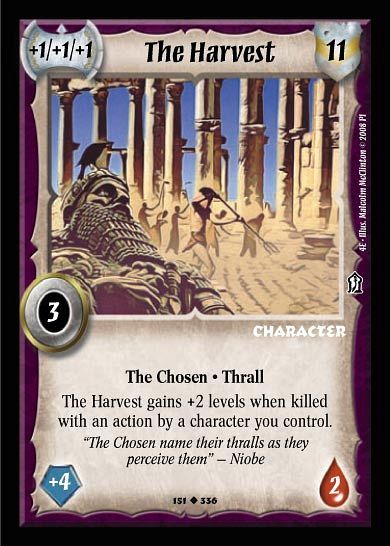 +1/+1/+1
The Harvest
11
4E • Illus. Malcolm McClinton © 2008 P1
3
CHARACTER
The Chosen • Thrall
The Harvest gains +2 levels when killed
with an action by a character you control.
“The Chosen name their thralls as they
perceive them” – Niobe
+4
151 ◆ 336
2